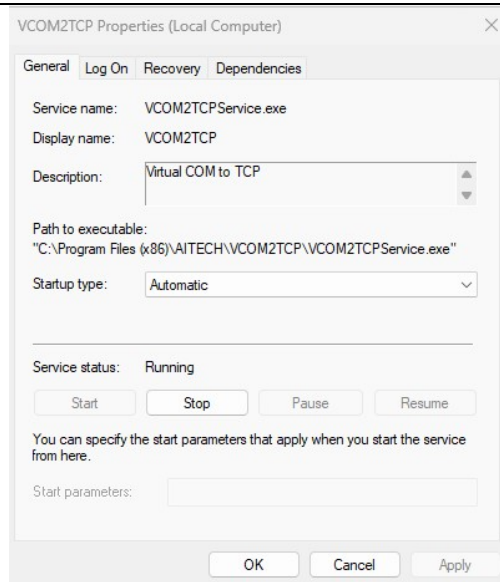 VCOM2TCP Properties (Local Computer)
General Log On Recovery Dependencies
Service name: VCOM2TCPService.exe
Display name: VCOM2TCP
Description: Virtual COM to TCP
Path to executable:
"C:\Program Files (x86)\AITECH\VCOM2TCP\VCOM2TCPService.exe"
Startup type: Automatic
Service status: Running
Start Stop Pause Resume
You can specify the start parameters that apply when you start the service
from here.
Start parameters:
OK Cancel Apply